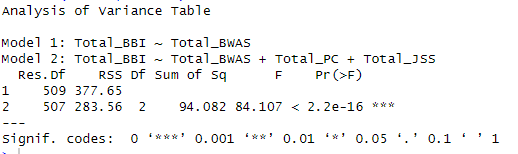 Analysis of Variance Table
Model 1: Total_BBI ~ Total_BWAS
Model 2: Total_BBI ~ Total_BWAS + Total_PC + Total_JSS
Res.Df RSS Df Sum of Sq F Pr(>F)
1 509 377.65
2 507 283.56 2 94.082 84.107 < 2.2e-16 ***
---
Signif. codes: 0 ‘***’ 0.001 ‘**’ 0.01 ‘*’ 0.05 ‘.’ 0.1 ‘ ’ 1
>